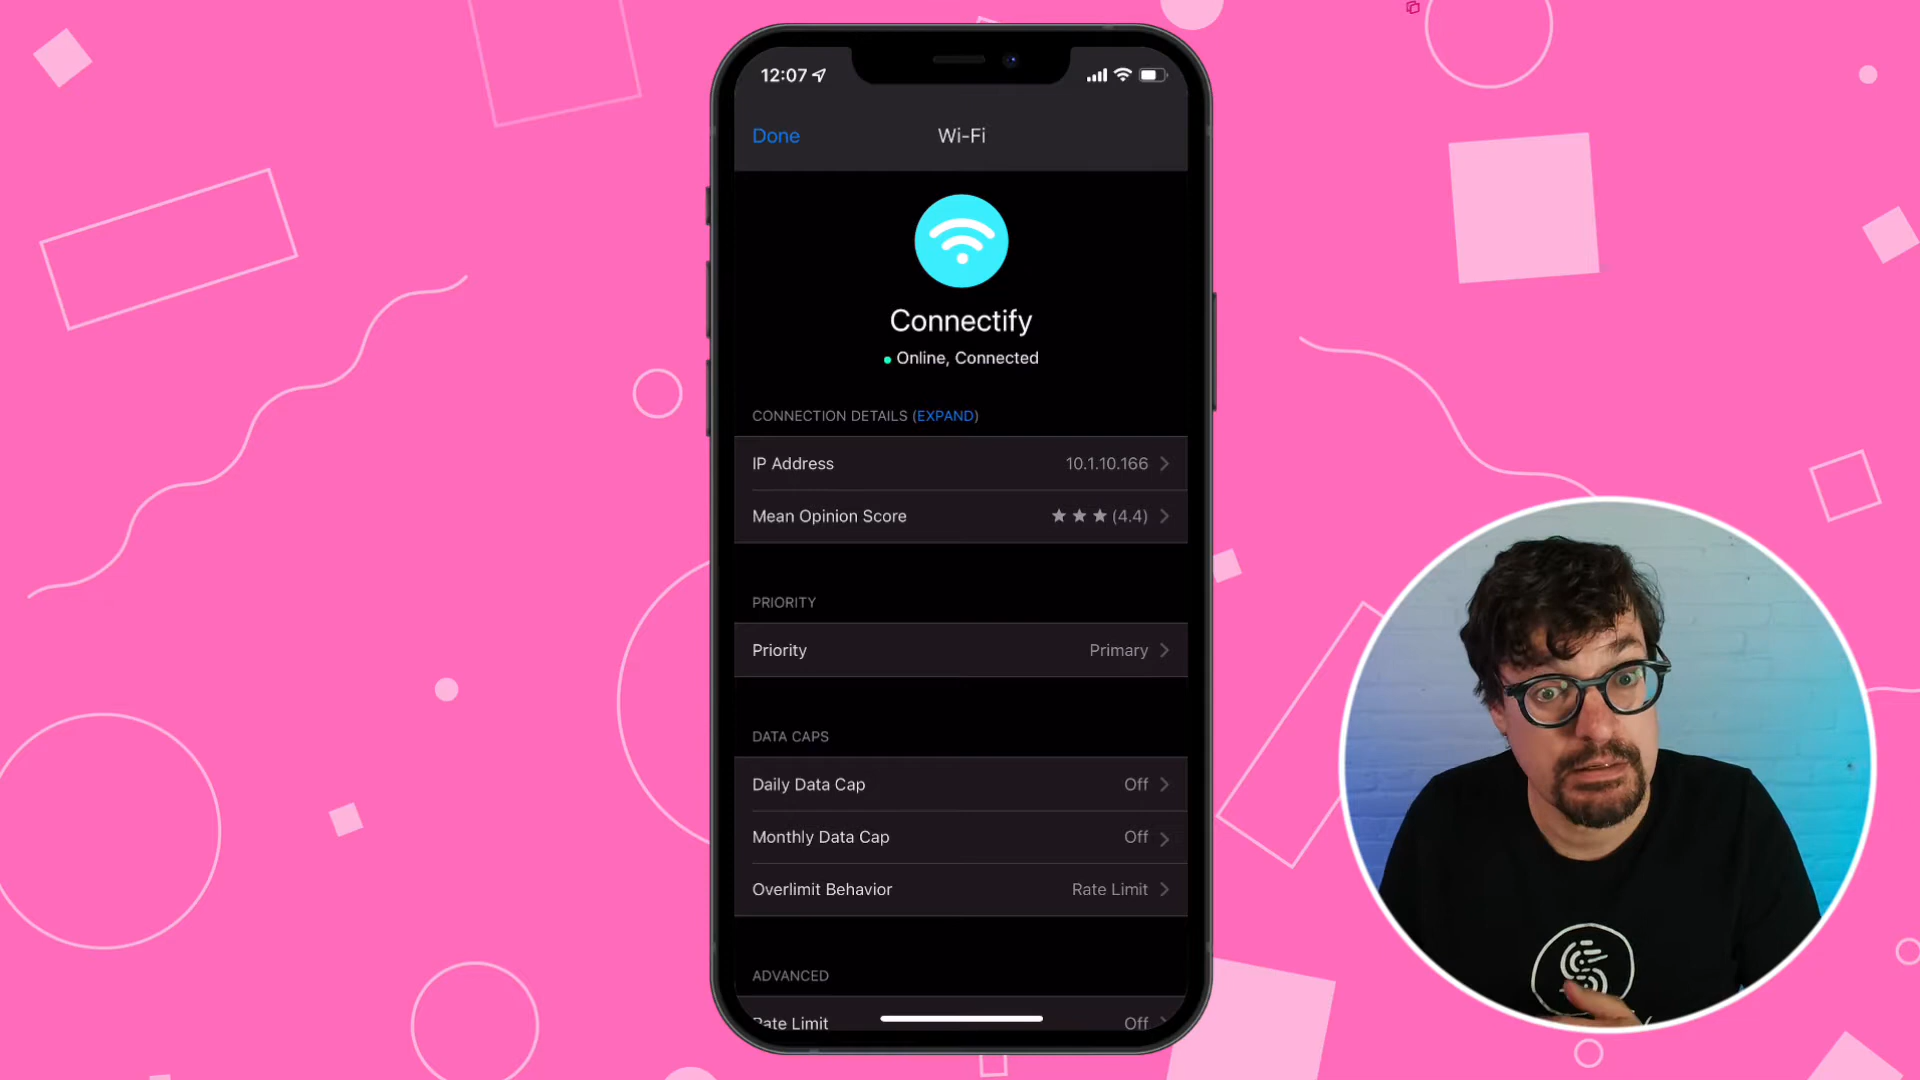 12:07
Done
Wi-Fi
Connectify
Online, Connected
CONNECTION DETAILS (EXPAND)
IP Address 10.1.10.166
Mean Opinion Score ★ ★ ★ (4.4)
PRIORITY
Priority Primary
DATA CAPS
Daily Data Cap Off
Monthly Data Cap Off
Overlimit Behavior Rate Limit
ADVANCED
Rate Limit Off